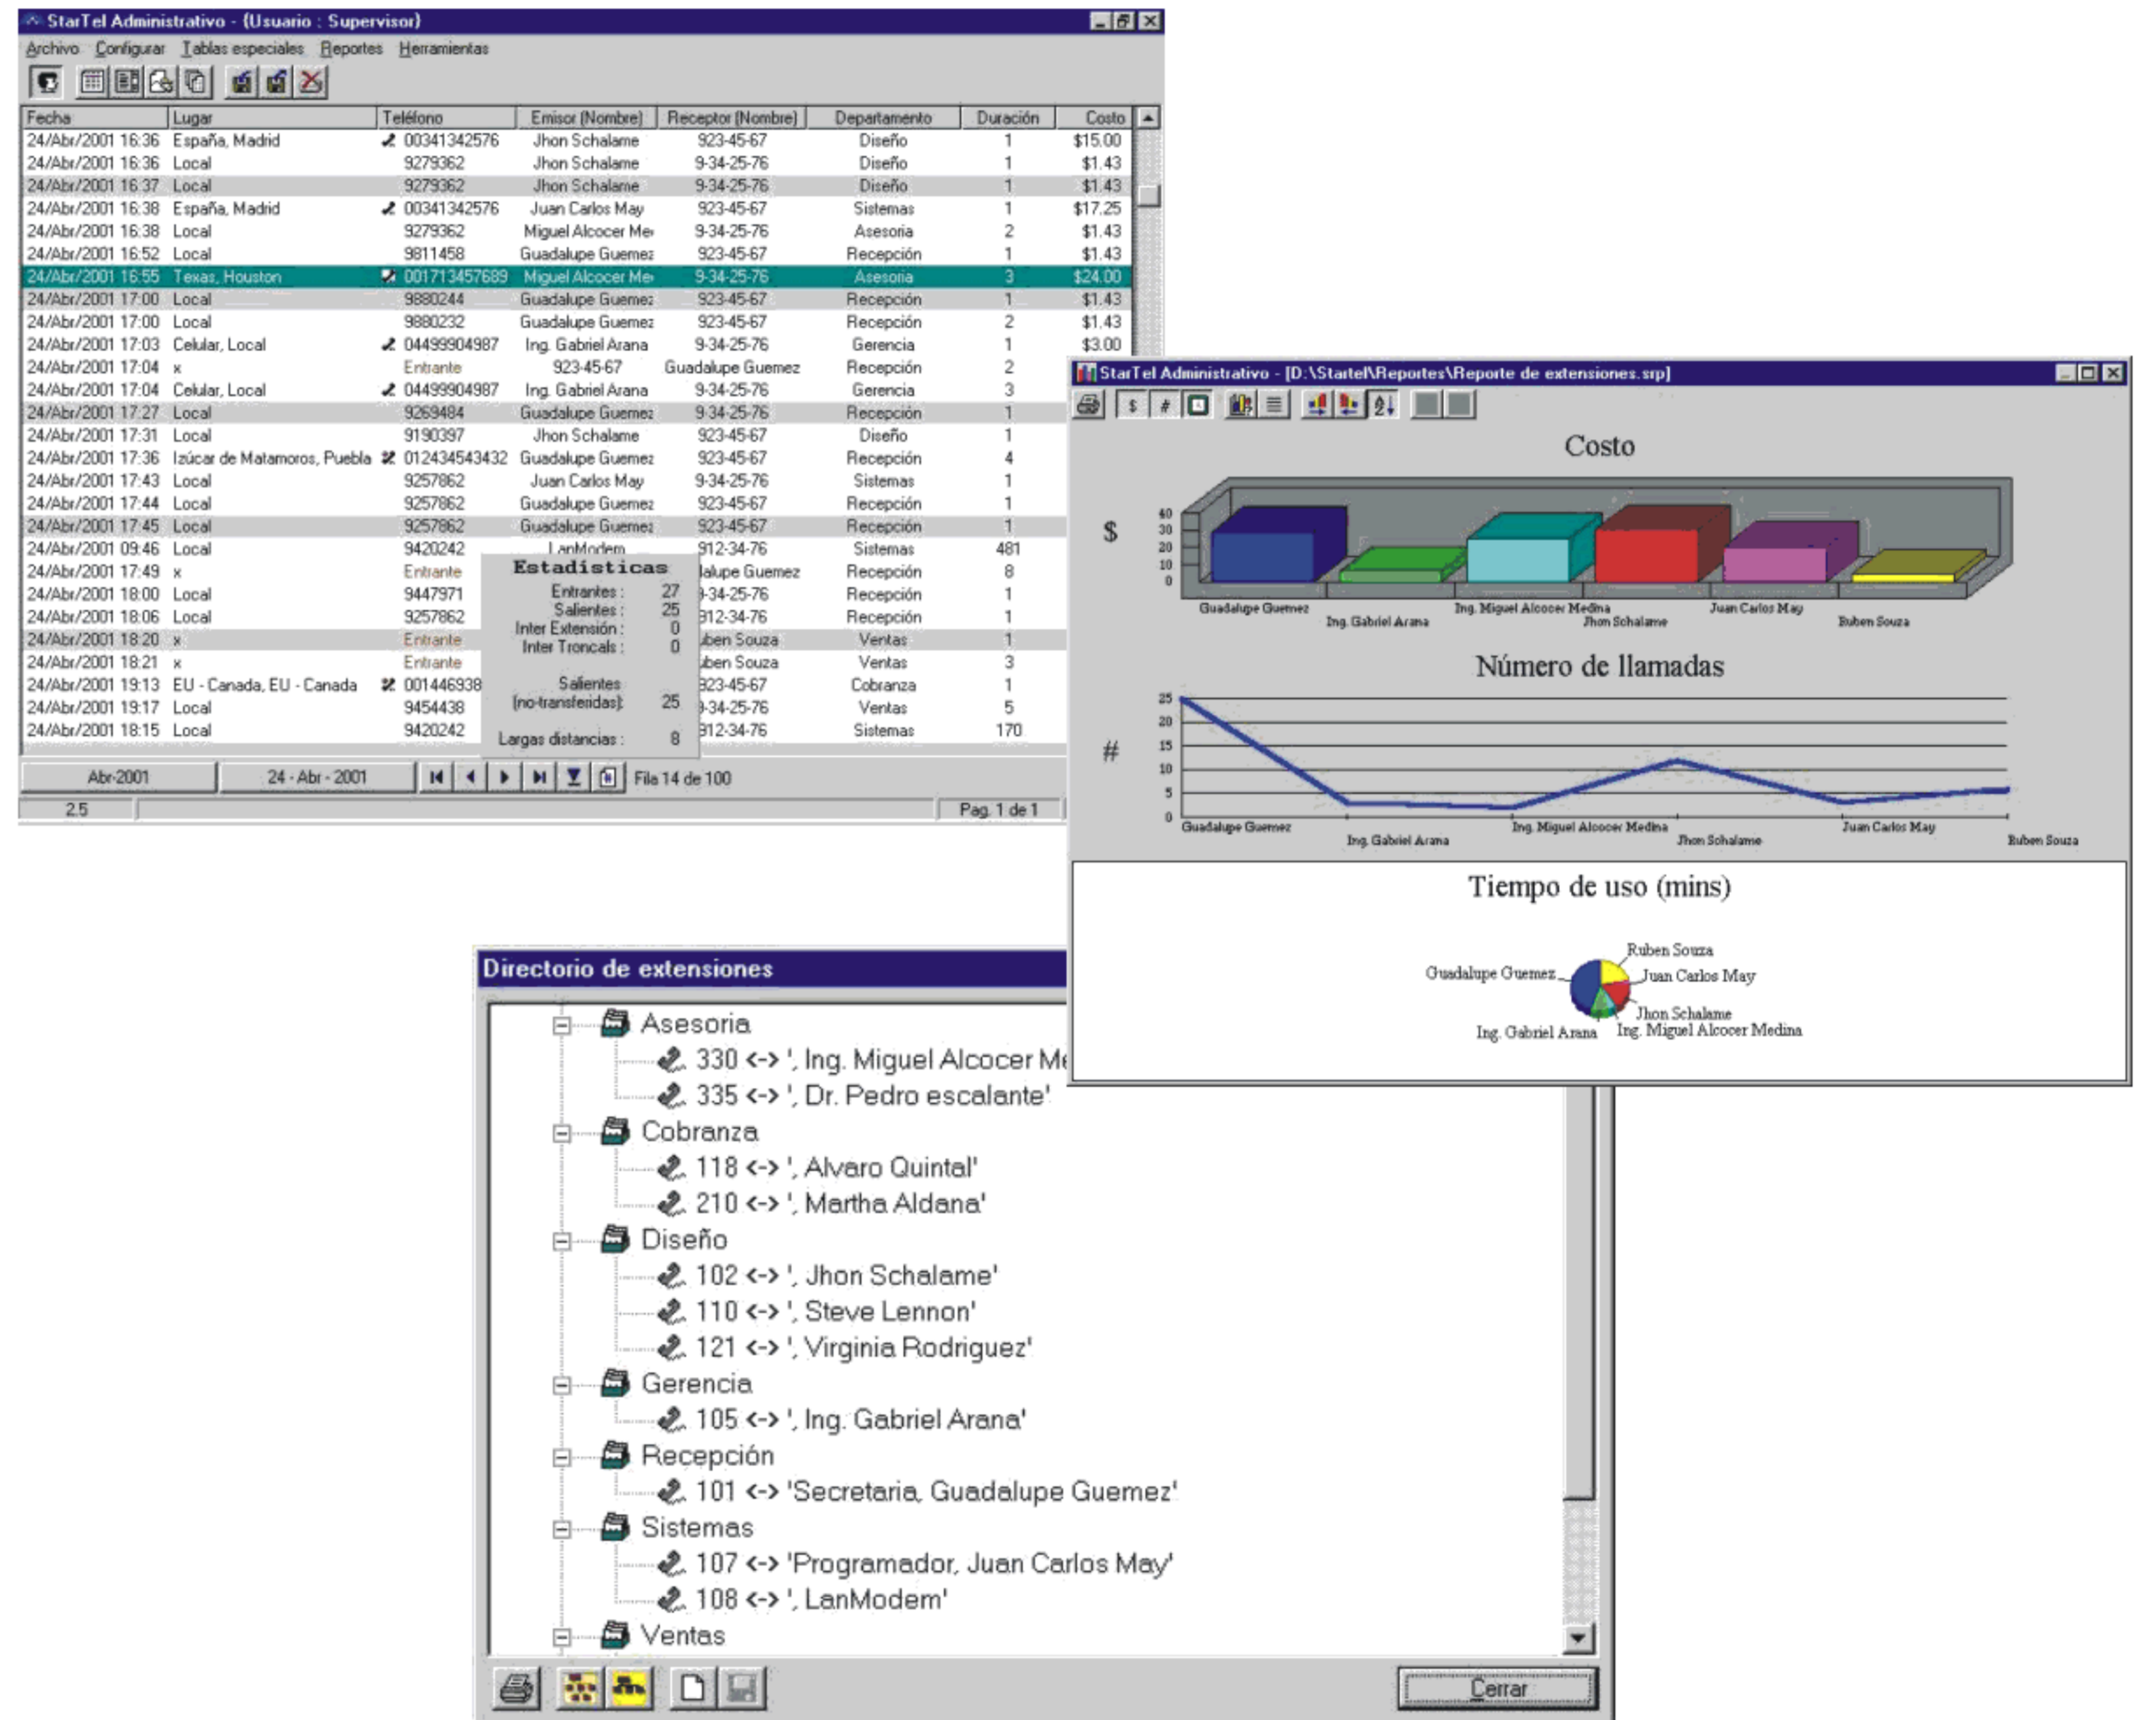 StarTel Administrativo - (Usuario : Supervisor)
Archivo Configurar Tablas especiales Reportes Herramientas
Fecha Lugar Teléfono Emisor (Nombre) Receptor (Nombre) Departamento Duración Costo
24/Abr/2001 16:36 España, Madrid 00341342576 Jhon Schalame 923-45-67 Diseño 1 $15.00
24/Abr/2001 16:36 Local 9279362 Jhon Schalame 9-34-25-76 Diseño 1 $1.43
24/Abr/2001 16:37 Local 9279362 Jhon Schalame 9-34-25-76 Diseño 1 $1.43
24/Abr/2001 16:38 España, Madrid 00341342576 Juan Carlos May 923-45-67 Sistemas 1 $17.25
24/Abr/2001 16:38 Local 9279362 Miguel Alcocer Me 9-34-25-76 Asesoria 2 $1.43
24/Abr/2001 16:52 Local 9811458 Guadalupe Guemez 923-45-67 Recepción 1 $1.43
24/Abr/2001 16:55 Texas, Houston 001713457689 Miguel Alcocer Me 9-34-25-76 Asesoria 3 $24.00
24/Abr/2001 17:00 Local 9880244 Guadalupe Guemez 923-45-67 Recepción 1 $1.43
24/Abr/2001 17:00 Local 9880232 Guadalupe Guemez 923-45-67 Recepción 2 $1.43
24/Abr/2001 17:03 Celular, Local 04499904987 Ing. Gabriel Arana 9-34-25-76 Gerencia 1 $3.00
24/Abr/2001 17:04 x Entrante 923-45-67 Guadalupe Guemez Recepción 2
24/Abr/2001 17:04 Celular, Local 04499904987 Ing. Gabriel Arana 9-34-25-76 Gerencia 3
24/Abr/2001 17:27 Local 9269484 Guadalupe Guemez 9-34-25-76 Recepción 1
24/Abr/2001 17:31 Local 9190397 Jhon Schalame 923-45-67 Diseño 1
24/Abr/2001 17:36 Izúcar de Matamoros, Puebla 012434543432 Guadalupe Guemez 923-45-67 Recepción 4
24/Abr/2001 17:43 Local 9257862 Juan Carlos May 9-34-25-76 Sistemas 1
24/Abr/2001 17:44 Local 9257862 Guadalupe Guemez 923-45-67 Recepción 1
24/Abr/2001 17:45 Local 9257862 Guadalupe Guemez 923-45-67 Recepción 1
24/Abr/2001 09:46 Local 9420242 LanModem 912-34-76 Sistemas 481
24/Abr/2001 17:49 x Entrante lalupe Guemez Recepción 8
24/Abr/2001 18:00 Local 9447971 -34-25-76 Recepción 1
24/Abr/2001 18:06 Local 9257862 912-34-76 Recepción 1
24/Abr/2001 18:20 x Entrante uben Souza Ventas 1
24/Abr/2001 18:21 x Entrante uben Souza Ventas 3
24/Abr/2001 19:13 EU - Canada, EU - Canada 001446938 923-45-67 Cobranza 1
24/Abr/2001 19:17 Local 9454438 -34-25-76 Ventas 5
24/Abr/2001 18:15 Local 9420242 912-34-76 Sistemas 170
Estadísticas
Entrantes : 27
Salientes : 25
Inter Extensión : 0
Inter Troncals : 0
Salientes
(no-transferidas): 25
Largas distancias : 8
Abr-2001 24 - Abr - 2001 Fila 14 de 100
2.5 Pag. 1 de 1
StarTel Administrativo - [D:\Startel\Reportes\Reporte de extensiones.srp]
$ #
Costo
$
40
30
20
10
0
Guadalupe Guemez
Ing. Gabriel Arana
Ing. Miguel Alcocer Medina
Jhon Schalame
Juan Carlos May
Ruben Souza
Número de llamadas
#
25
20
15
10
5
0
Guadalupe Guemez
Ing. Gabriel Arana
Ing. Miguel Alcocer Medina
Jhon Schalame
Juan Carlos May
Ruben Souza
Tiempo de uso (mins)
Ruben Souza
Guadalupe Guemez
Juan Carlos May
Jhon Schalame
Ing. Gabriel Arana
Ing. Miguel Alcocer Medina
Directorio de extensiones
Asesoria
330 <-> ', Ing. Miguel Alcocer Me
335 <-> ', Dr. Pedro escalante'
Cobranza
118 <-> ', Alvaro Quintal'
210 <-> ', Martha Aldana'
Diseño
102 <-> ', Jhon Schalame'
110 <-> ', Steve Lennon'
121 <-> ', Virginia Rodriguez'
Gerencia
105 <-> ', Ing. Gabriel Arana'
Recepción
101 <-> 'Secretaria, Guadalupe Guemez'
Sistemas
107 <-> 'Programador, Juan Carlos May'
108 <-> ', LanModem'
Ventas
Cerrar